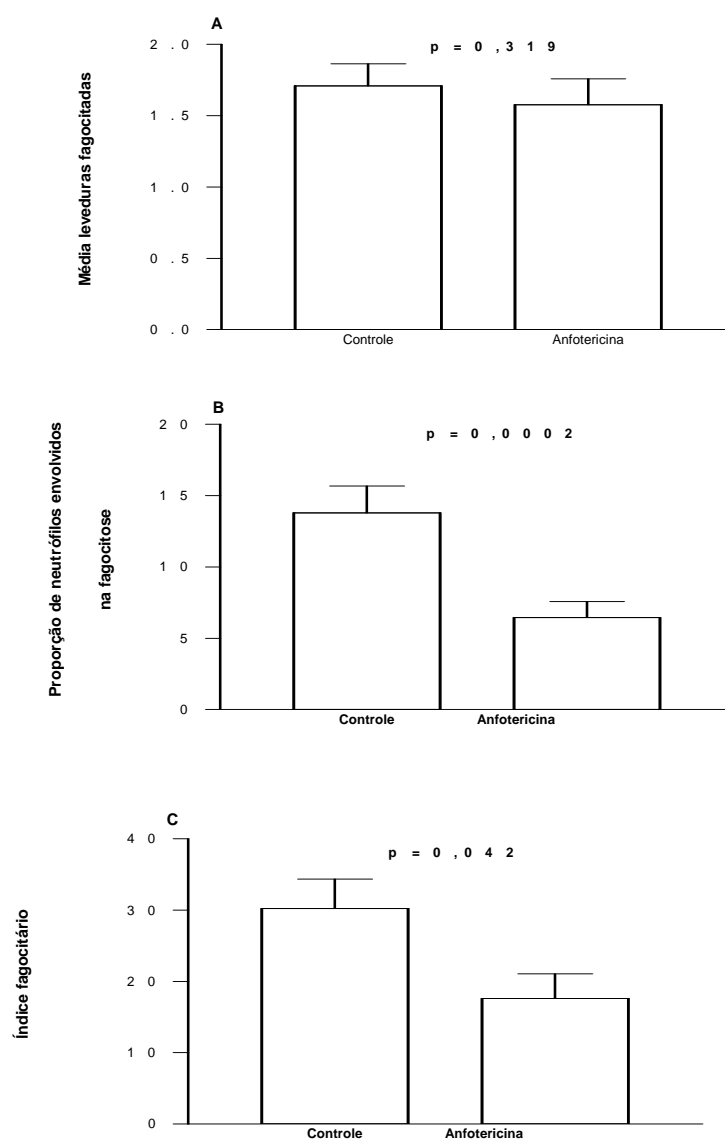 A
p = 0,319
2.0
1.5
1.0
0.5
0.0
Média leveduras fagocitadas
Controle Anfotericina
B
p = 0,0002
20
15
10
5
0
Proporção de neutrófilos envolvidos
na fagocitose
Controle Anfotericina
C
p = 0,042
40
30
20
10
0
Índice fagocitário
Controle Anfotericina